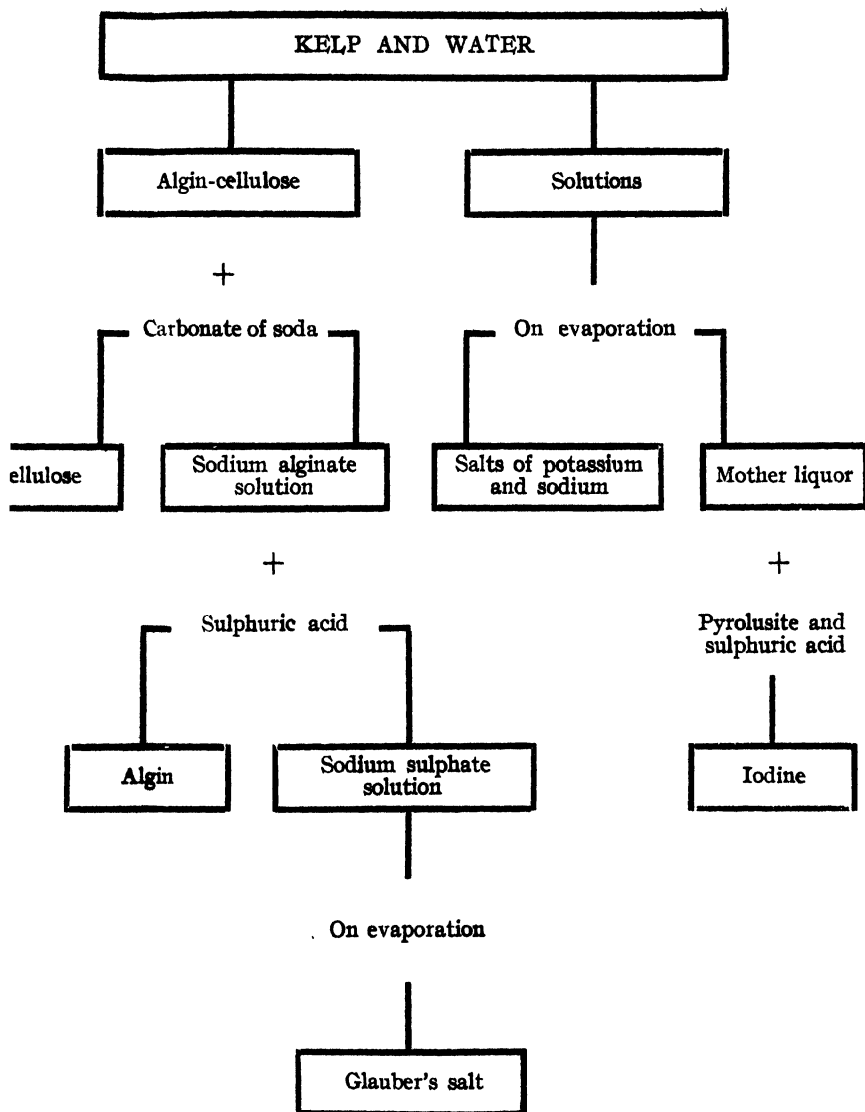 KELP AND WATER
Algin-cellulose
Solutions
+
Carbonate of soda
On evaporation
ellulose
Sodium alginate
solution
Salts of potassium
and sodium
Mother liquor
+
+
Sulphuric acid
Pyrolusite and
sulphuric acid
Algin
Sodium sulphate
solution
Iodine
On evaporation
Glauber's salt